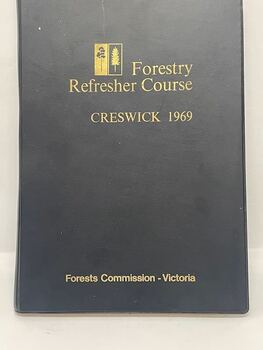 Forestry
Refresher Course
CRESWICK 1969
Forests Commission - Victoria